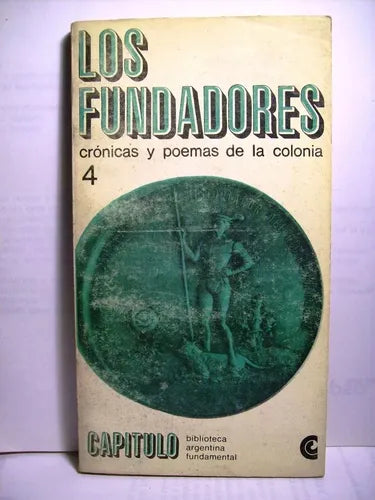 LOS
FUNDADORES
crónicas y poemas de la colonia
4
CAPITULO
biblioteca
argentina
fundamental